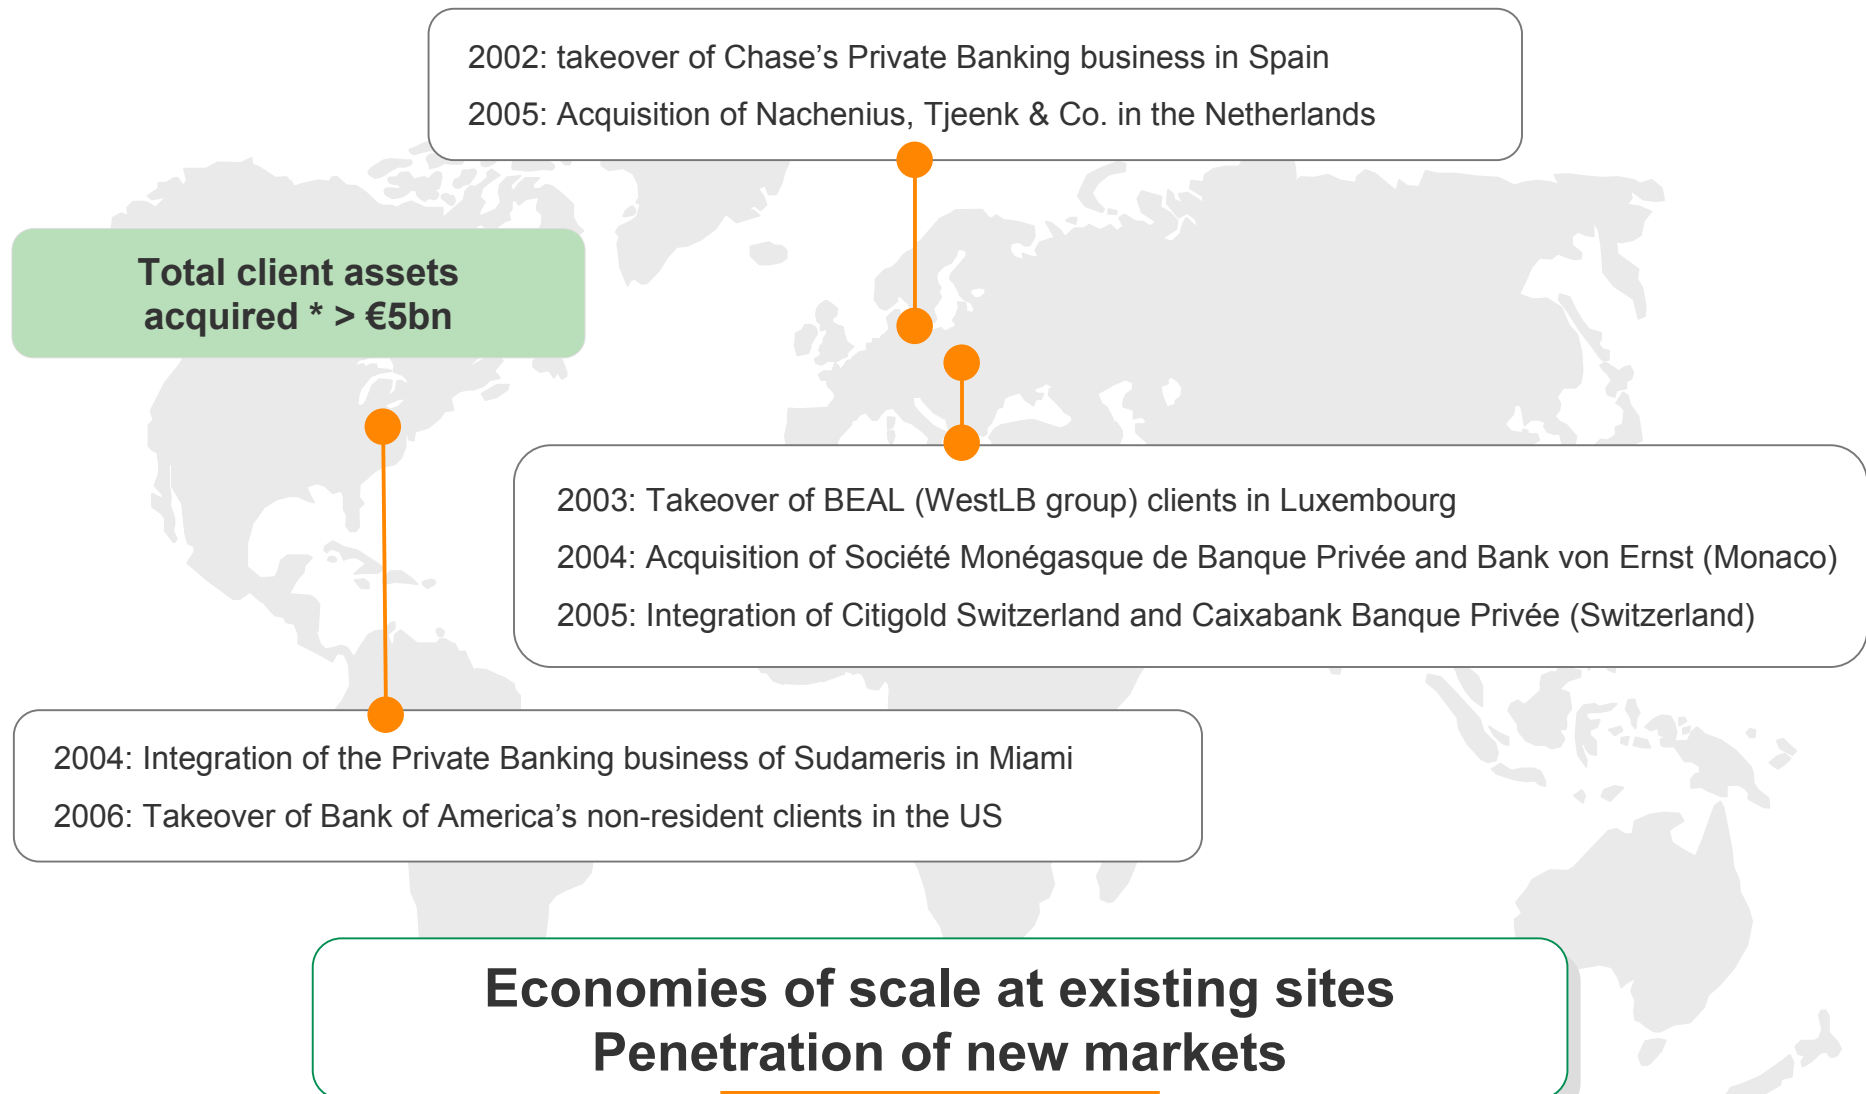 2002: takeover of Chase’s Private Banking business in Spain
2005: Acquisition of Nachenius, Tjeenk & Co. in the Netherlands
Total client assets
acquired * > €5bn
2003: Takeover of BEAL (WestLB group) clients in Luxembourg
2004: Acquisition of Société Monégasque de Banque Privée and Bank von Ernst (Monaco)
2005: Integration of Citigold Switzerland and Caixabank Banque Privée (Switzerland)
2004: Integration of the Private Banking business of Sudameris in Miami
2006: Takeover of Bank of America’s non-resident clients in the US
Economies of scale at existing sites
Penetration of new markets